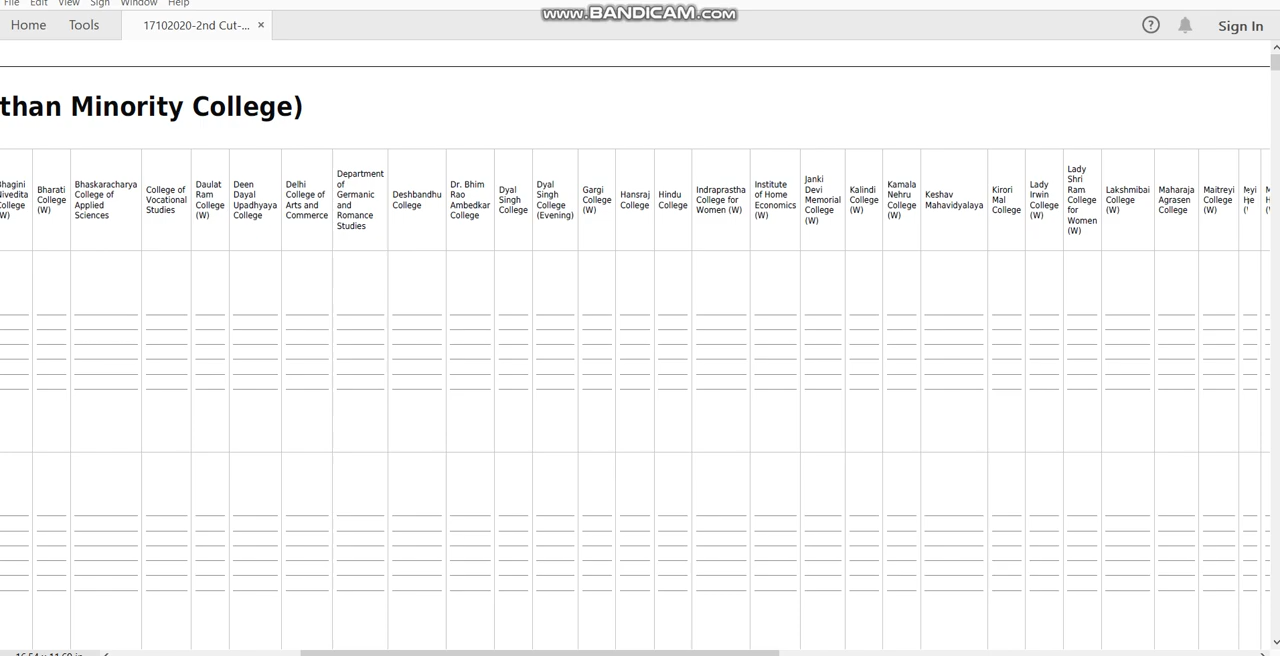 File Edit View Sign Window Help
www.BANDICAM.com
Home Tools 17102020-2nd Cut-... × Sign In
than Minority College)
Bhagini
Nivedita
College
(W)
Bharati
College
(W)
Bhaskaracharya
College of
Applied
Sciences
College of
Vocational
Studies
Daulat
Ram
College
(W)
Deen
Dayal
Upadhyaya
College
Delhi
College of
Arts and
Commerce
Department
of
Germanic
and
Romance
Studies
Deshbandhu
College
Dr. Bhim
Rao
Ambedkar
College
Dyal
Singh
College
Dyal
Singh
College
(Evening)
Gargi
College
(W)
Hansraj
College
Hindu
College
Indraprastha
College for
Women (W)
Institute
of Home
Economics
(W)
Janki
Devi
Memorial
College
(W)
Kalindi
College
(W)
Kamala
Nehru
College
(W)
Keshav
Mahavidyalaya
Kirori
Mal
College
Lady
Irwin
College
(W)
Lady
Shri
Ram
College
for
Women
(W)
Lakshmibai
College
(W)
Maharaja
Agrasen
College
Maitreyi
College
(W)